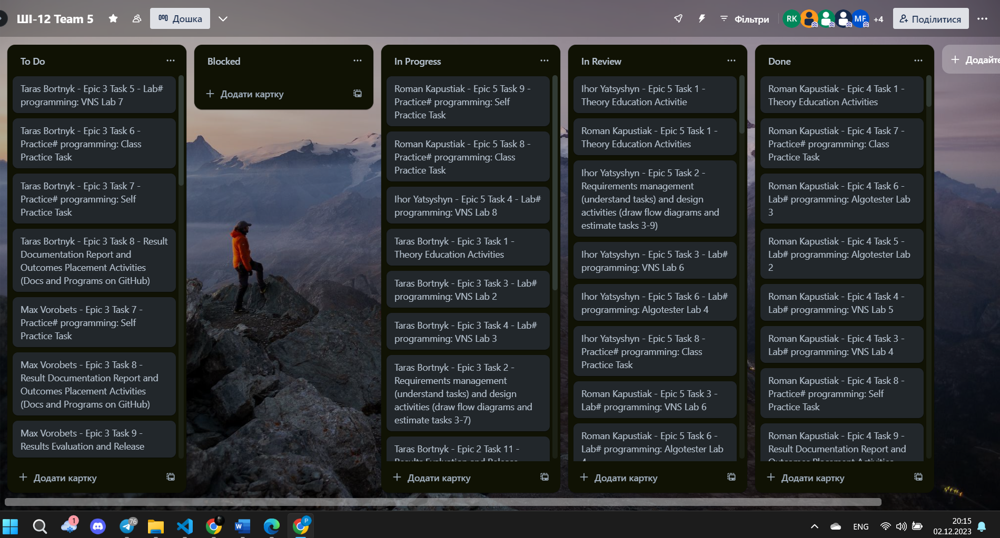 ШІ-12 Team 5
Дошка
Фільтри
RK
MF
+4
Поділитися
To Do
Taras Bortnyk - Epic 3 Task 5 - Lab#
programming: VNS Lab 7
Taras Bortnyk - Epic 3 Task 6 -
Practice# programming: Class
Practice Task
Taras Bortnyk - Epic 3 Task 7 -
Practice# programming: Self
Practice Task
Taras Bortnyk - Epic 3 Task 8 - Result
Documentation Report and
Outcomes Placement Activities
(Docs and Programs on GitHub)
Max Vorobets - Epic 3 Task 7 -
Practice# programming: Self
Practice Task
Max Vorobets - Epic 3 Task 8 -
Result Documentation Report and
Outcomes Placement Activities
(Docs and Programs on GitHub)
Max Vorobets - Epic 3 Task 9 -
Results Evaluation and Release
Додати картку
Blocked
Додати картку
In Progress
Roman Kapustiak - Epic 5 Task 9 -
Practice# programming: Self
Practice Task
Roman Kapustiak - Epic 5 Task 8 -
Practice# programming: Class
Practice Task
Ihor Yatsyshyn - Epic 5 Task 4 - Lab#
programming: VNS Lab 8
Taras Bortnyk - Epic 3 Task 1 -
Theory Education Activities
Taras Bortnyk - Epic 3 Task 3 - Lab#
programming: VNS Lab 2
Taras Bortnyk - Epic 3 Task 4 - Lab#
programming: VNS Lab 3
Taras Bortnyk - Epic 3 Task 2 -
Requirements management
(understand tasks) and design
activities (draw flow diagrams and
estimate tasks 3-7)
Taras Bortnyk - Epic 2 Task 11 -
Results Evaluation and Release
Додати картку
In Review
Ihor Yatsyshyn - Epic 5 Task 1 -
Theory Education Activitie
Roman Kapustiak - Epic 5 Task 1 -
Theory Education Activities
Ihor Yatsyshyn - Epic 5 Task 2 -
Requirements management
(understand tasks) and design
activities (draw flow diagrams and
estimate tasks 3-9)
Ihor Yatsyshyn - Epic 5 Task 3 - Lab#
programming: VNS Lab 6
Ihor Yatsyshyn - Epic 5 Task 6 - Lab#
programming: Algotester Lab 4
Ihor Yatsyshyn - Epic 5 Task 8 -
Practice# programming: Class
Practice Task
Roman Kapustiak - Epic 5 Task 3 -
Lab# programming: VNS Lab 6
Roman Kapustiak - Epic 5 Task 6 -
Lab# programming: Algotester Lab
4
Додати картку
Done
Roman Kapustiak - Epic 4 Task 1 -
Theory Education Activities
Roman Kapustiak - Epic 4 Task 7 -
Practice# programming: Class
Practice Task
Roman Kapustiak - Epic 4 Task 6 -
Lab# programming: Algotester Lab
3
Roman Kapustiak - Epic 4 Task 5 -
Lab# programming: Algotester Lab
2
Roman Kapustiak - Epic 4 Task 4 -
Lab# programming: VNS Lab 5
Roman Kapustiak - Epic 4 Task 3 -
Lab# programming: VNS Lab 4
Roman Kapustiak - Epic 4 Task 8 -
Practice# programming: Self
Practice Task
Roman Kapustiak - Epic 4 Task 9 -
Result Documentation Report and
Outcomes Placement Activities
Додати картку
Додайте
1
76
P
ENG
20:15
02.12.2023